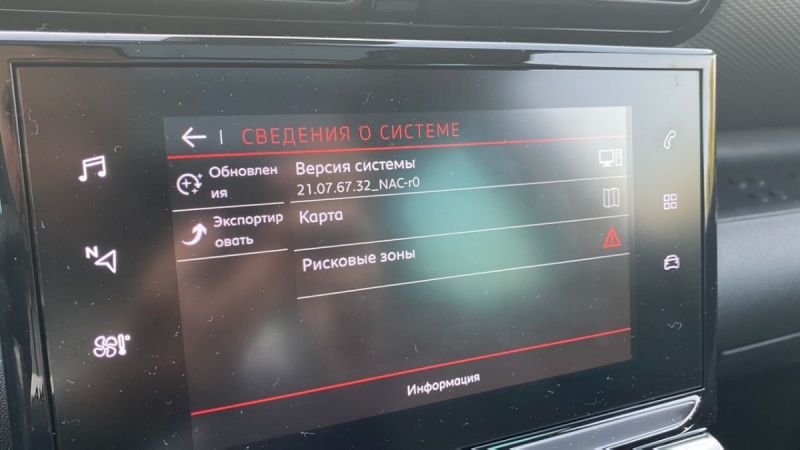 СВЕДЕНИЯ О СИСТЕМЕ
Обновлен
ия
Версия системы
21.07.67.32_NAC-r0
Экспортир
овать
Карта
Рисковые зоны
Информация
N